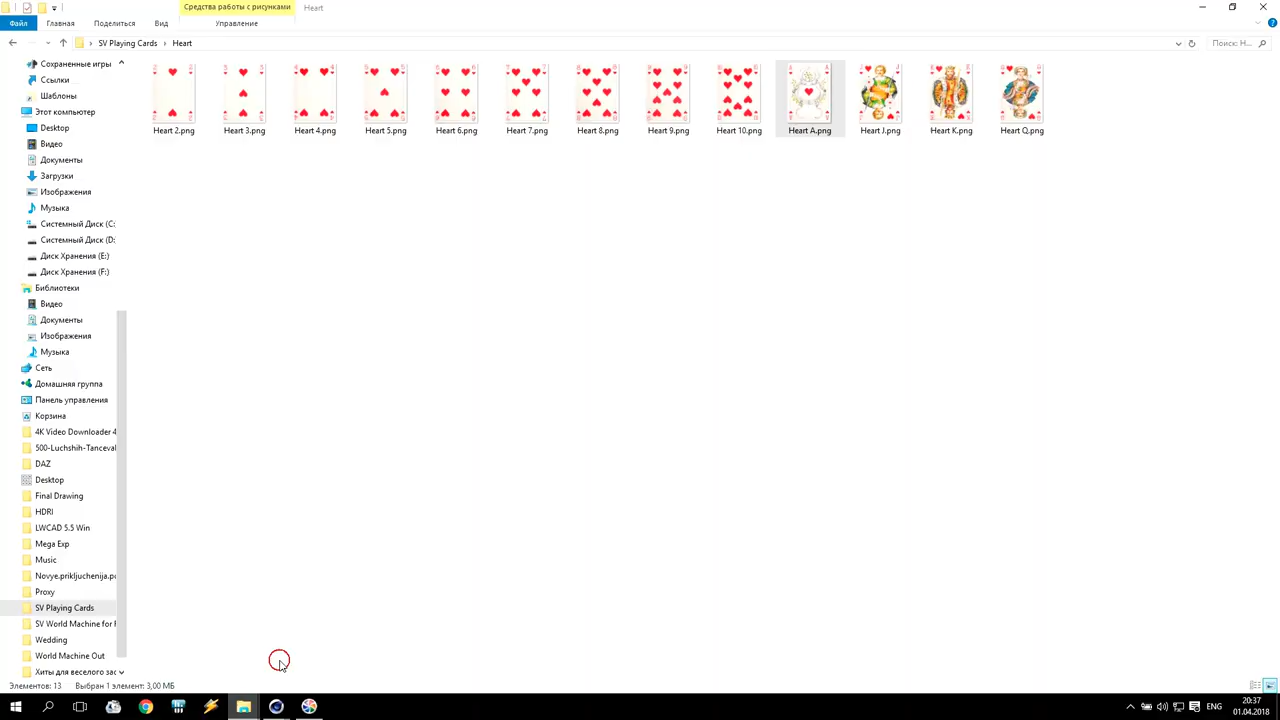 Средства работы с рисунками
Heart
Файл
Главная
Поделиться
Вид
Управление
SV Playing Cards
Heart
Поиск: H...
Сохраненные игры
Ссылки
Шаблоны
Этот компьютер
Desktop
Видео
Документы
Загрузки
Изображения
Музыка
Системный Диск (C:
Системный Диск (D:
Диск Хранения (E:)
Диск Хранения (F:)
Библиотеки
Видео
Документы
Изображения
Музыка
Сеть
Домашняя группа
Панель управления
Корзина
4K Video Downloader 4
500-Luchshih-Tanceval
DAZ
Desktop
Final Drawing
HDRI
LWCAD 5.5 Win
Mega Exp
Music
Novye.prikljuchenija.pu
Proxy
SV Playing Cards
SV World Machine for F
Wedding
World Machine Out
Хиты для веселого зас
Heart 2.png
Heart 3.png
Heart 4.png
Heart 5.png
Heart 6.png
Heart 7.png
Heart 8.png
Heart 9.png
Heart 10.png
Heart A.png
Heart J.png
Heart K.png
Heart Q.png
Элементов: 13
Выбран 1 элемент: 3,00 МБ
ENG
20:37
01.04.2018